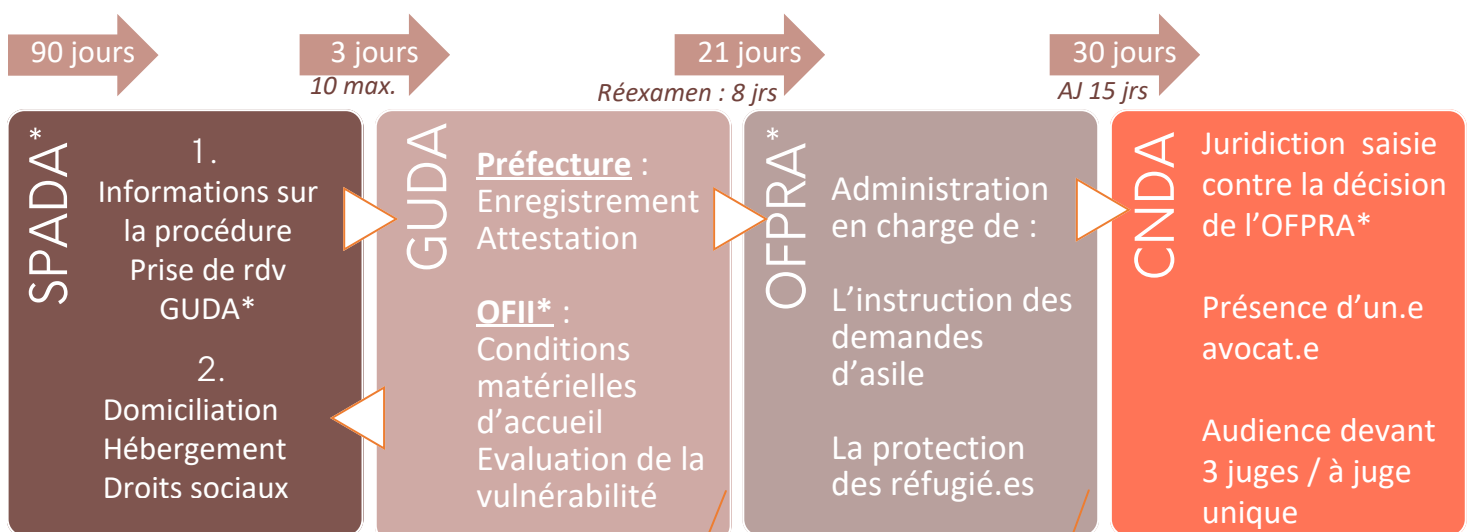 90 jours
3 jours
10 max.
21 jours
Réexamen : 8 jrs
30 jours
AJ 15 jrs
SPADA*
1.
Informations sur
la procédure
Prise de rdv
GUDA*
2.
Domiciliation
Hébergement
Droits sociaux
GUDA
Préfecture :
Enregistrement
Attestation
OFII* :
Conditions
matérielles
d’accueil
Evaluation de la
vulnérabilité
OFPRA*
Administration
en charge de :
L’instruction des
demandes
d’asile
La protection
des réfugié.es
CNDA
Juridiction saisie
contre la décision
de l’OFPRA*
Présence d’un.e
avocat.e
Audience devant
3 juges / à juge
unique